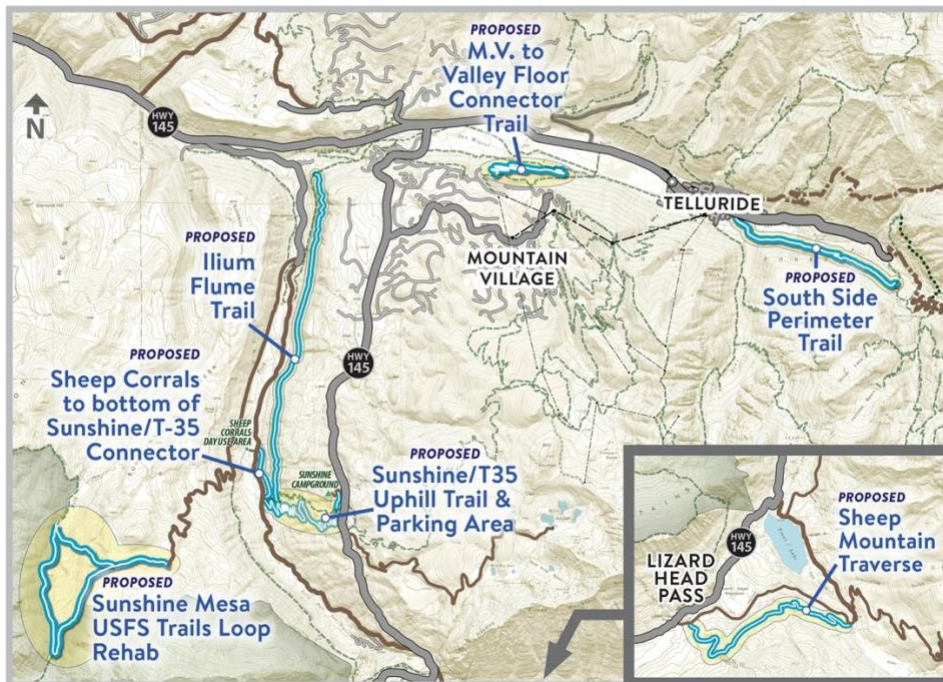 PROPOSED
M.V. to
Valley Floor
Connector
Trail
HWY
145
N
TELLURIDE
PROPOSED
Ilium
Flume
Trail
MOUNTAIN
VILLAGE
PROPOSED
South Side
Perimeter
Trail
PROPOSED
Sheep Corrals
to bottom of
Sunshine/T-35
Connector
HWY
145
SHEEP
CORRALS
DAY USE AREA
SUNSHINE
CAMPGROUND
PROPOSED
Sunshine/T35
Uphill Trail &
Parking Area
PROPOSED
Sunshine Mesa
USFS Trails Loop
Rehab
PROPOSED
Sheep
Mountain
Traverse
HWY
145
LIZARD
HEAD
PASS